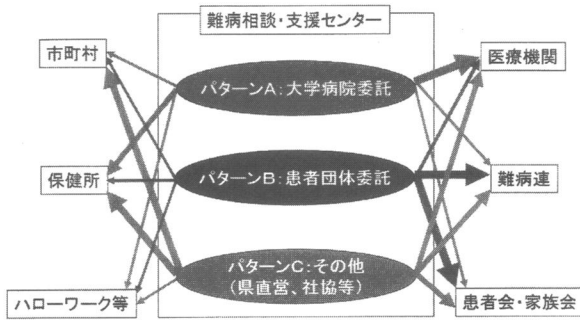 難病相談・支援センター
市町村
医療機関
パターンA:大学病院委託
保健所
パターンB:患者団体委託
難病連
パターンC:その他
(県直営、社協等)
ハローワーク等
患者会・家族会